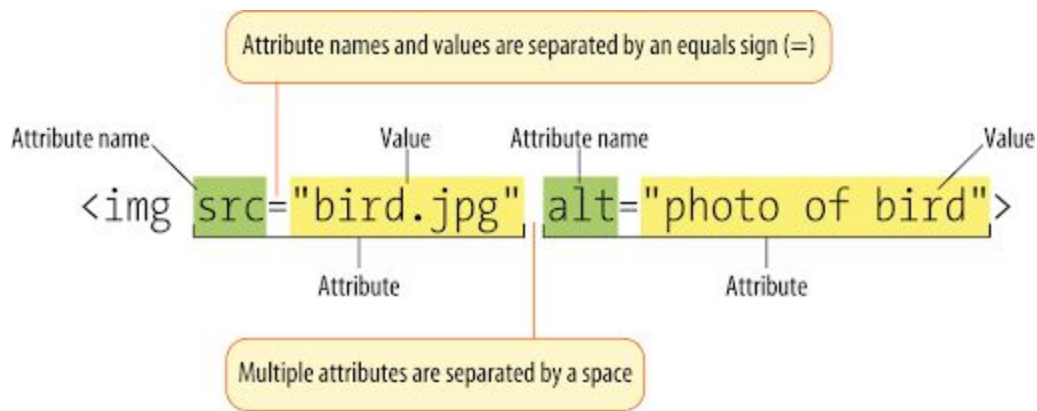 Attribute names and values are separated by an equals sign (=)
Attribute name Value Attribute name Value
<img src="bird.jpg" alt="photo of bird">
Attribute Attribute
Multiple attributes are separated by a space